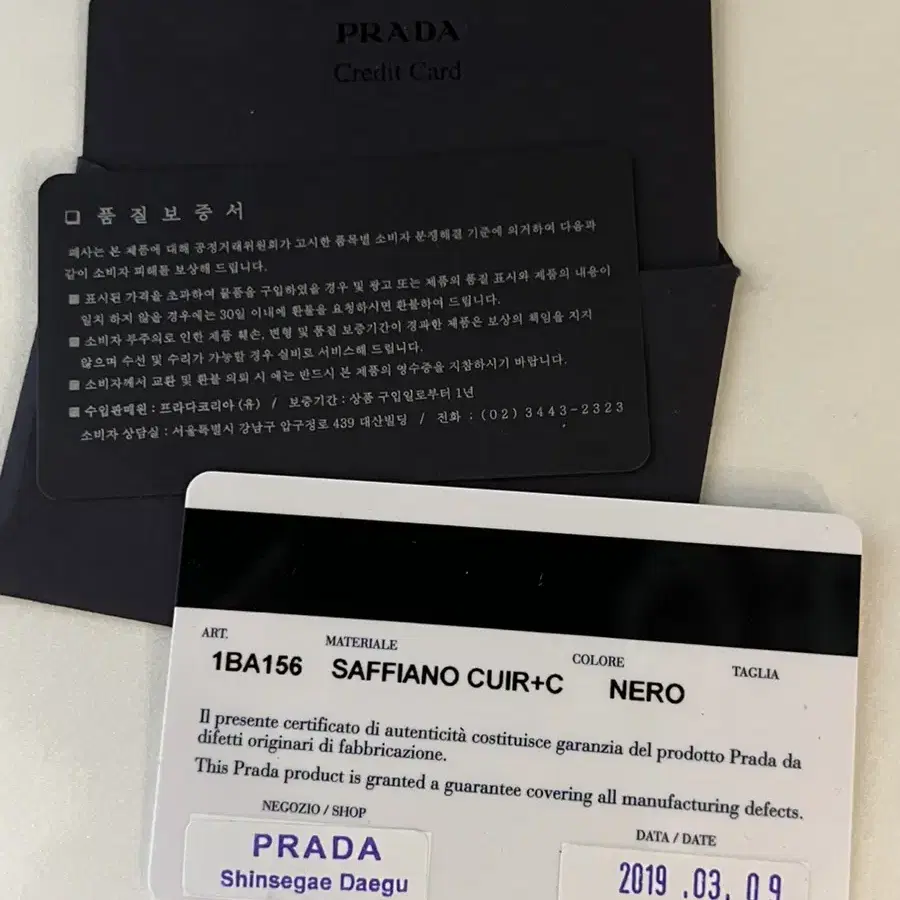 PRADA
Credit Card
❏ 품질보증서
폐사는 본 제품에 대해 공정거래위원회가 고시한 품목별 소비자 분쟁해결 기준에 의거하여 다음과
같이 소비자 피해를 보상해 드립니다.
■ 표시된 가격을 초과하여 물품을 구입하였을 경우 및 광고 또는 제품의 품질 표시와 제품의 내용이
일치 하지 않을 경우에는 30일 이내에 환불을 요청하시면 환불하여 드립니다.
■ 소비자 부주의로 인한 제품 훼손, 변형 및 품질 보증기간이 경과한 제품은 보상의 책임을 지지
않으며 수선 및 수리가 가능할 경우 실비로 서비스해 드립니다.
■ 소비자께서 교환 및 환불 의뢰 시 에는 반드시 본 제품의 영수증을 지참하시기 바랍니다.
■ 수입판매원 : 프라다코리아 (유) / 보증기간 : 상품 구입일로부터 1년
소비자 상담실 : 서울특별시 강남구 압구정로 439 대산빌딩 / 전화 : (02) 3443-2323
ART. MATERIALE COLORE TAGLIA
1BA156 SAFFIANO CUIR+C NERO
Il presente certificato di autenticità costituisce garanzia del prodotto Prada da
difetti originari di fabbricazione.
This Prada product is granted a guarantee covering all manufacturing defects.
NEGOZIO / SHOP DATA / DATE
PRADA
Shinsegae Daegu
2019 .03. 09